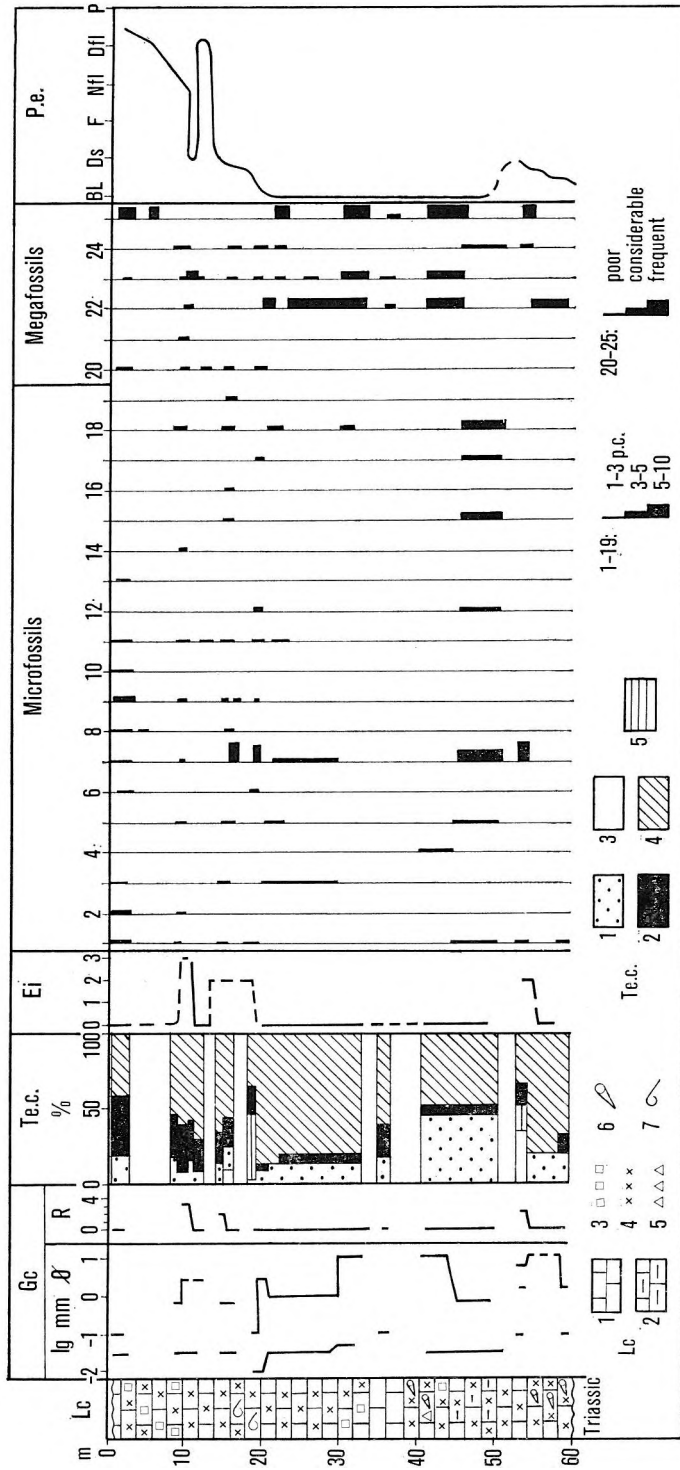 Lc Gc R Te.c. Ei Microfossils Megafossils P.e.
lg mm Ø %
m -2 -1 0 1 0 4 0 50 100 0 1 2 3 2 4 6 8 10 12 14 16 18 20 22 24 BL Ds F Nfl Dfl P
0
10
20
30
40
50
60
Triassic
Lc 1 3 6
2 4 7
5
Te.c. 1 3 5
2 4
1-19: 1-3 p.c.
3-5
5-10
20-25: poor
considerable
frequent